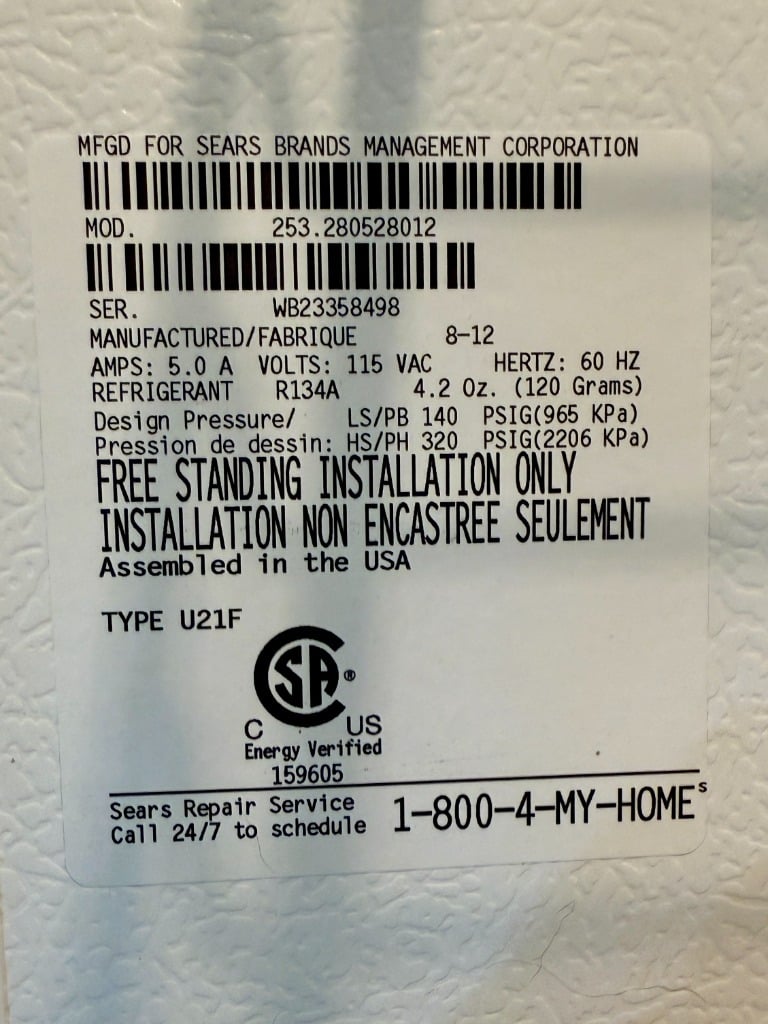 MFGD FOR SEARS BRANDS MANAGEMENT CORPORATION
MOD. 253.280528012
SER. WB23358498
MANUFACTURED/FABRIQUE 8-12
AMPS: 5.0 A VOLTS: 115 VAC HERTZ: 60 HZ
REFRIGERANT R134A 4.2 Oz. (120 Grams)
Design Pressure/ LS/PB 140 PSIG(965 KPa)
Pression de dessin: HS/PH 320 PSIG(2206 KPa)
FREE STANDING INSTALLATION ONLY
INSTALLATION NON ENCASTREE SEULEMENT
Assembled in the USA
TYPE U21F
SA®
C US
Energy Verified
159605
Sears Repair Service
Call 24/7 to schedule
1-800-4-MY-HOMEˢ